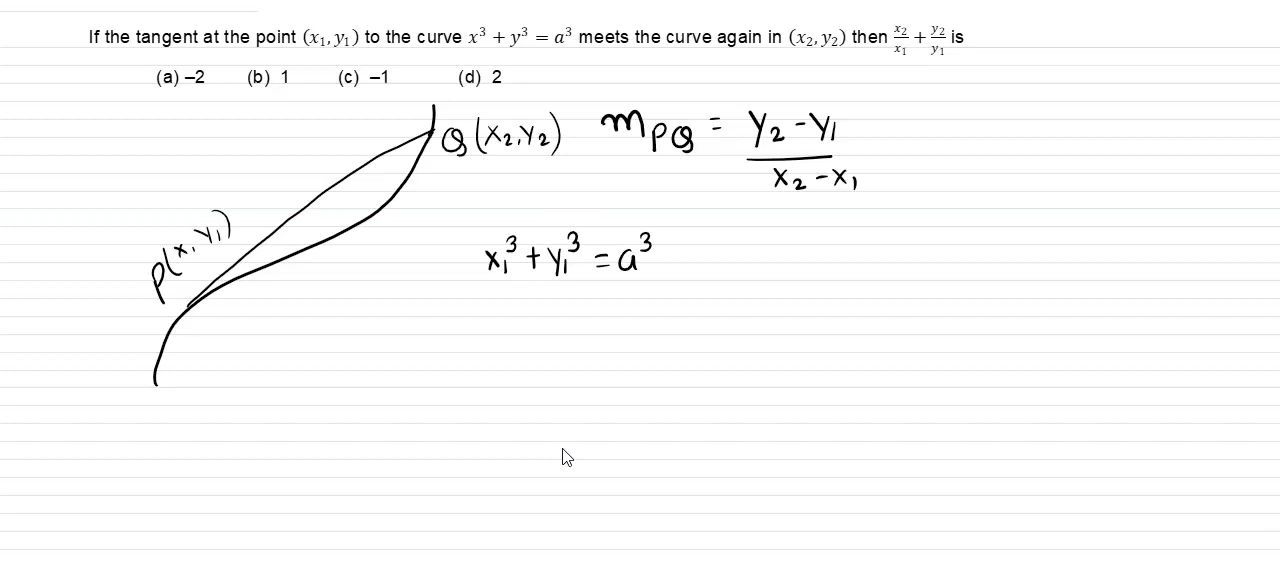 If the tangent at the point (x₁, y₁) to the curve x³ + y³ = a³ meets the curve again in (x₂, y₂) then x₂/x₁ + y₂/y₁ is
(a) –2 (b) 1 (c) –1 (d) 2
Q(x₂,y₂) m_PQ = (y₂ - y₁)/(x₂ - x₁)
P(x, y₁)
x₁³ + y₁³ = a³